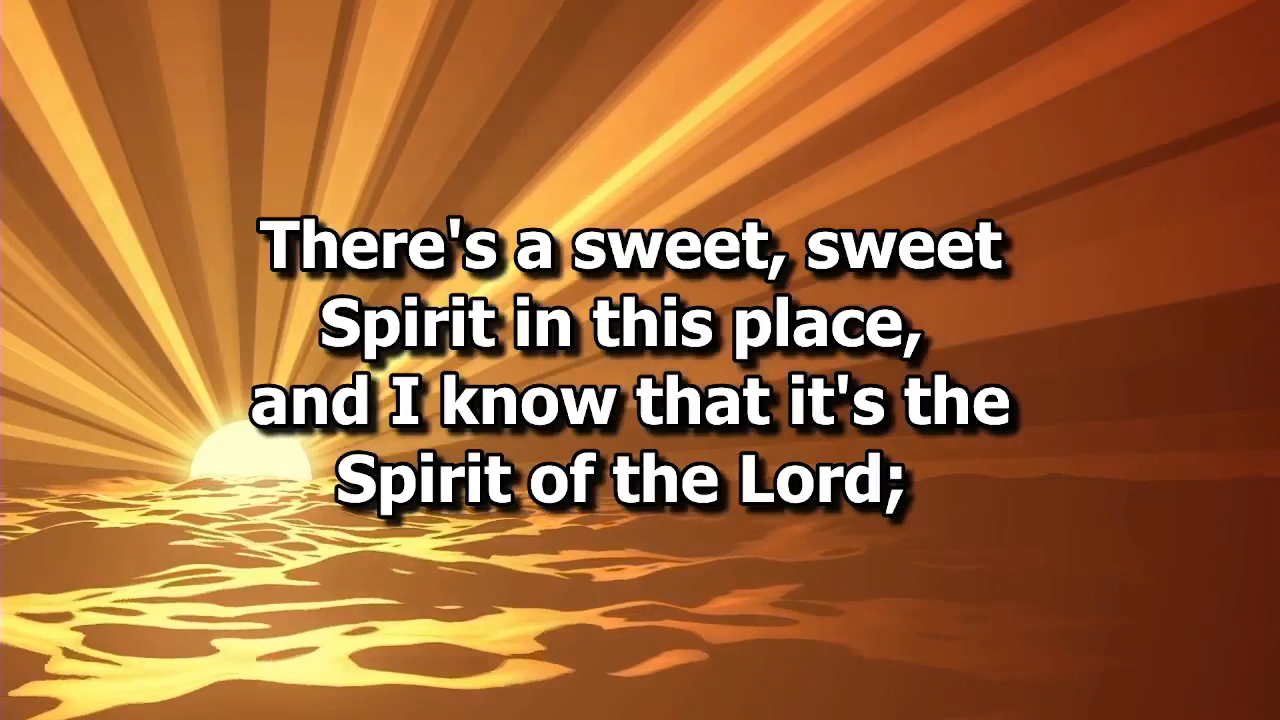 There's a sweet, sweet
Spirit in this place,
and I know that it's the
Spirit of the Lord;